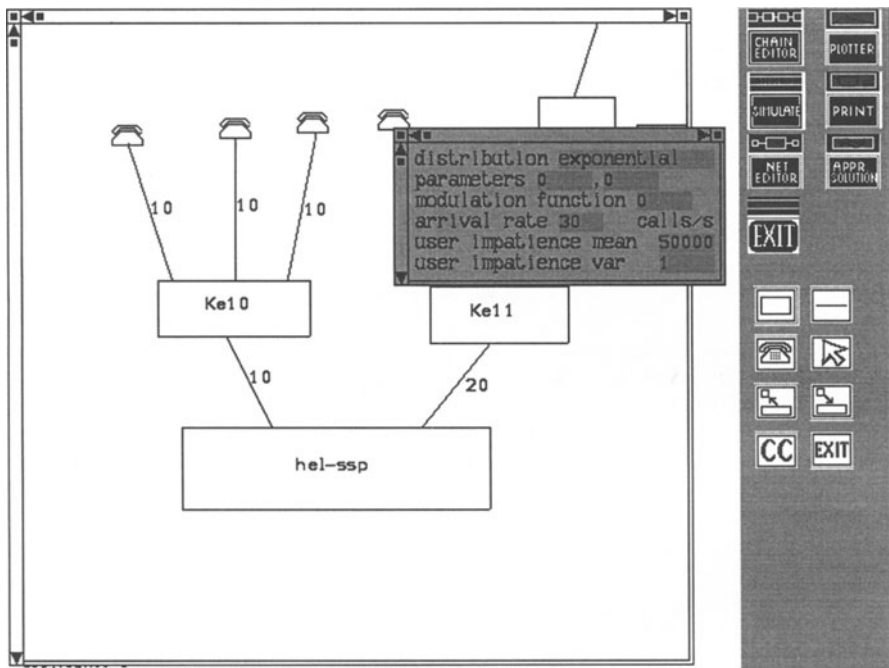 distribution exponential
parameters 0 ,0
modulation function 0
arrival rate 30 calls/s
user impatience mean 50000
user impatience var 1
10
10
10
Ke10
Ke11
10
20
hel-ssp
CHAIN
EDITOR
PLOTTER
SIMULATE
PRINT
NET
EDITOR
APPR
SOLUTION
EXIT
CC
EXIT